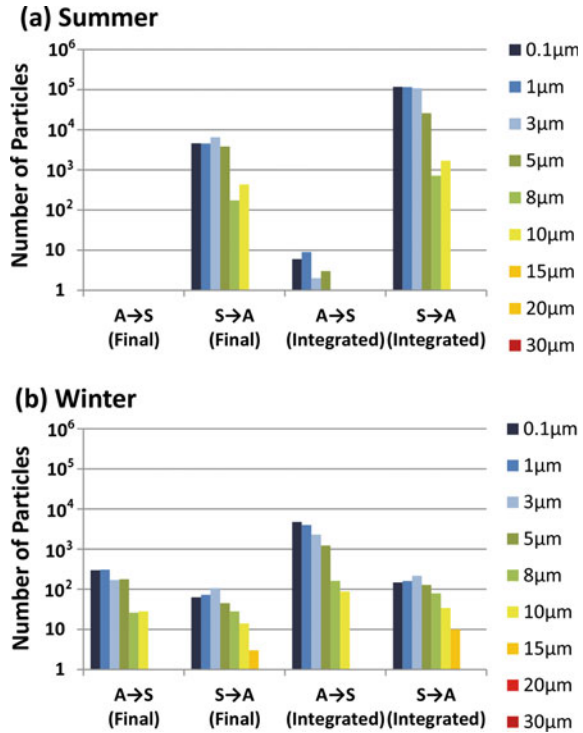 (a) Summer
Number of Particles
10⁶
10⁵
10⁴
10³
10²
10
1
A→S
(Final)
S→A
(Final)
A→S
(Integrated)
S→A
(Integrated)
0.1μm
1μm
3μm
5μm
8μm
10μm
15μm
20μm
30μm
(b) Winter
Number of Particles
10⁶
10⁵
10⁴
10³
10²
10
1
A→S
(Final)
S→A
(Final)
A→S
(Integrated)
S→A
(Integrated)
0.1μm
1μm
3μm
5μm
8μm
10μm
15μm
20μm
30μm